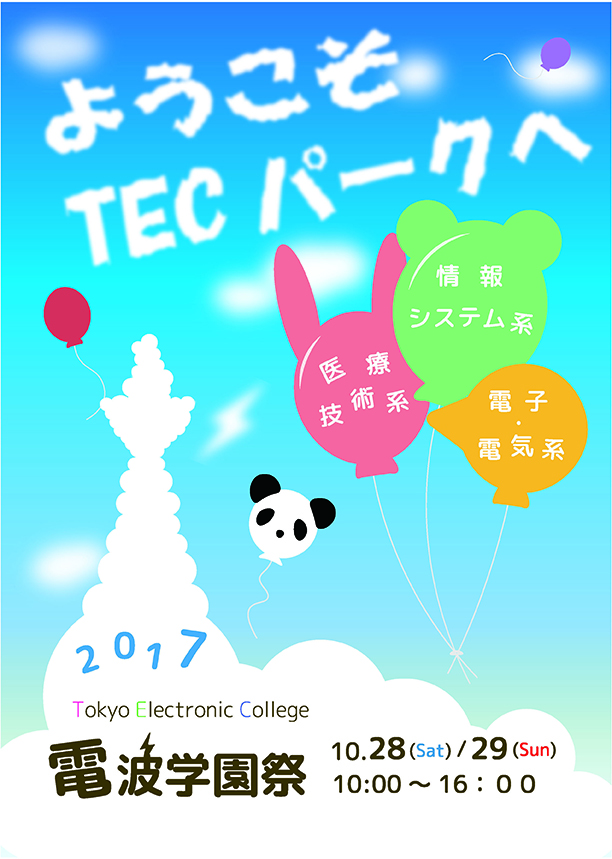 ようこそ
TECパークへ
情報
システム系
医療
技術系
電子
・
電気系
2017
Tokyo Electronic College
電波学園祭
10.28(Sat)/29(Sun)
10:00～16：００